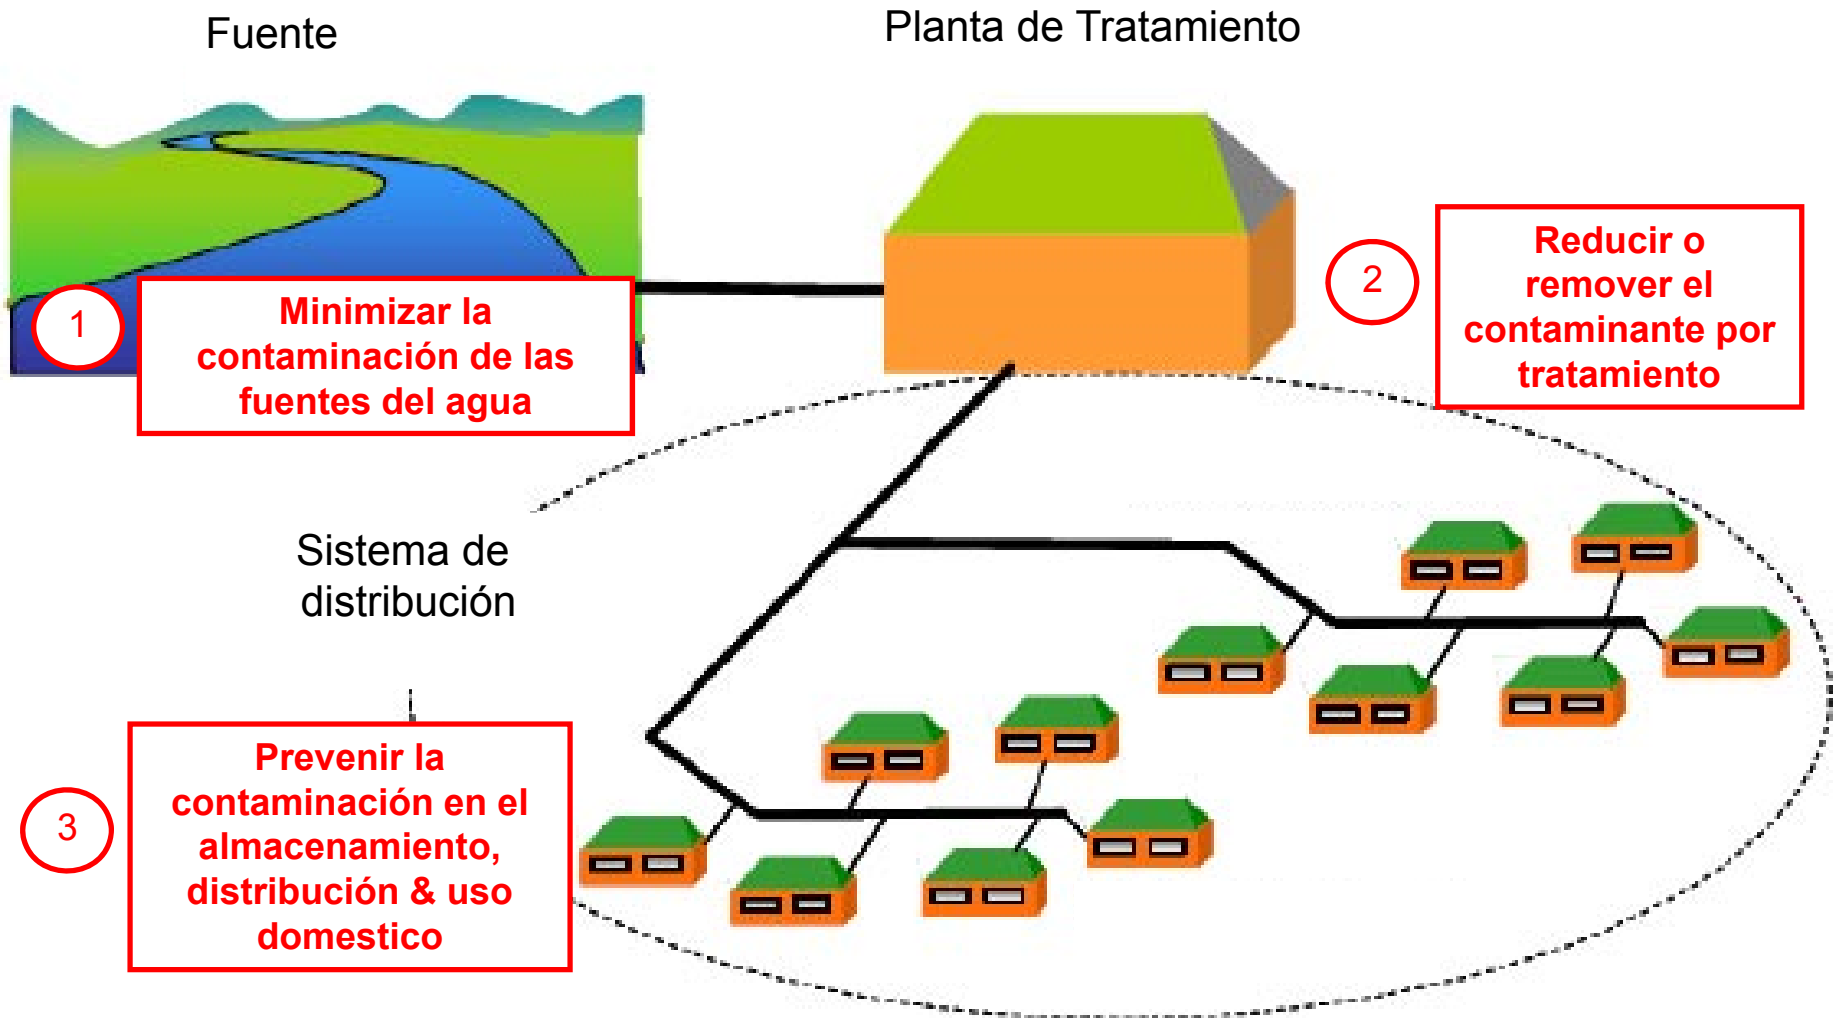 Fuente
Planta de Tratamiento
1
Minimizar la
contaminación de las
fuentes del agua
2
Reducir o
remover el
contaminante por
tratamiento
Sistema de
distribución
3
Prevenir la
contaminación en el
almacenamiento,
distribución & uso
domestico